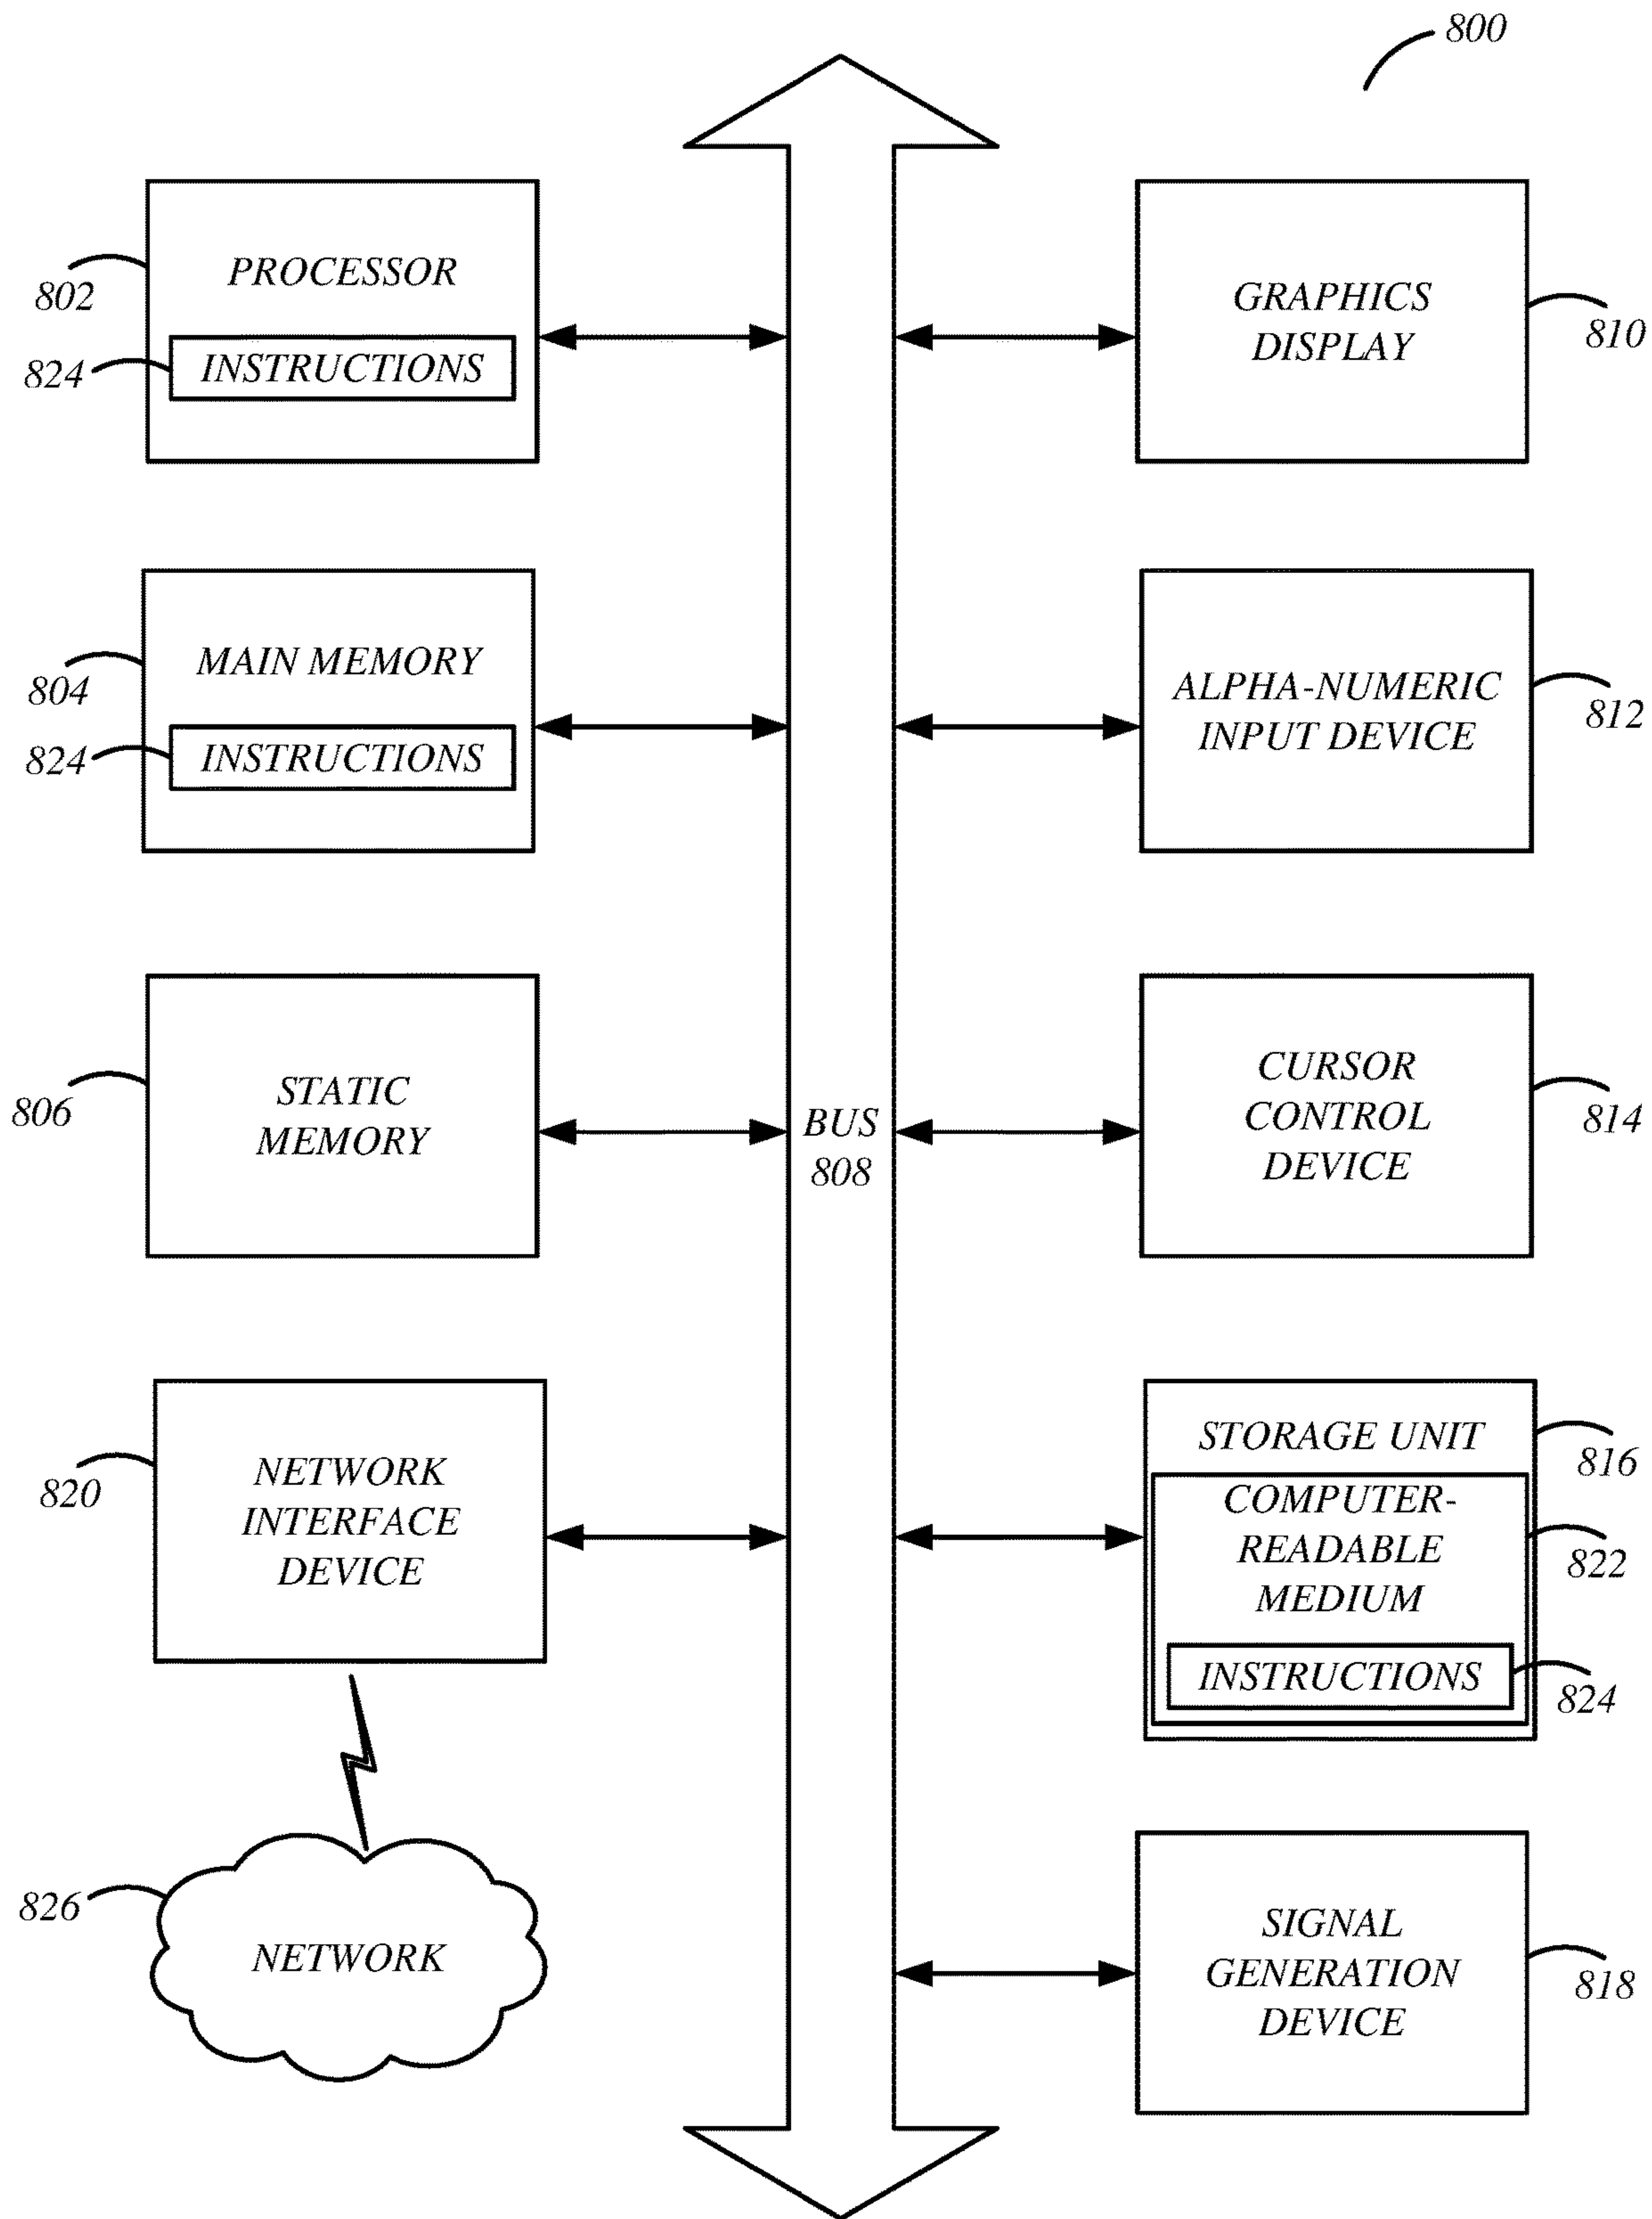 800
PROCESSOR
802
INSTRUCTIONS
824
GRAPHICS
DISPLAY
810
MAIN MEMORY
804
INSTRUCTIONS
824
ALPHA-NUMERIC
INPUT DEVICE
812
STATIC
MEMORY
806
BUS
808
CURSOR
CONTROL
DEVICE
814
NETWORK
INTERFACE
DEVICE
820
STORAGE UNIT
816
COMPUTER-
READABLE
MEDIUM
822
INSTRUCTIONS
824
826
NETWORK
SIGNAL
GENERATION
DEVICE
818